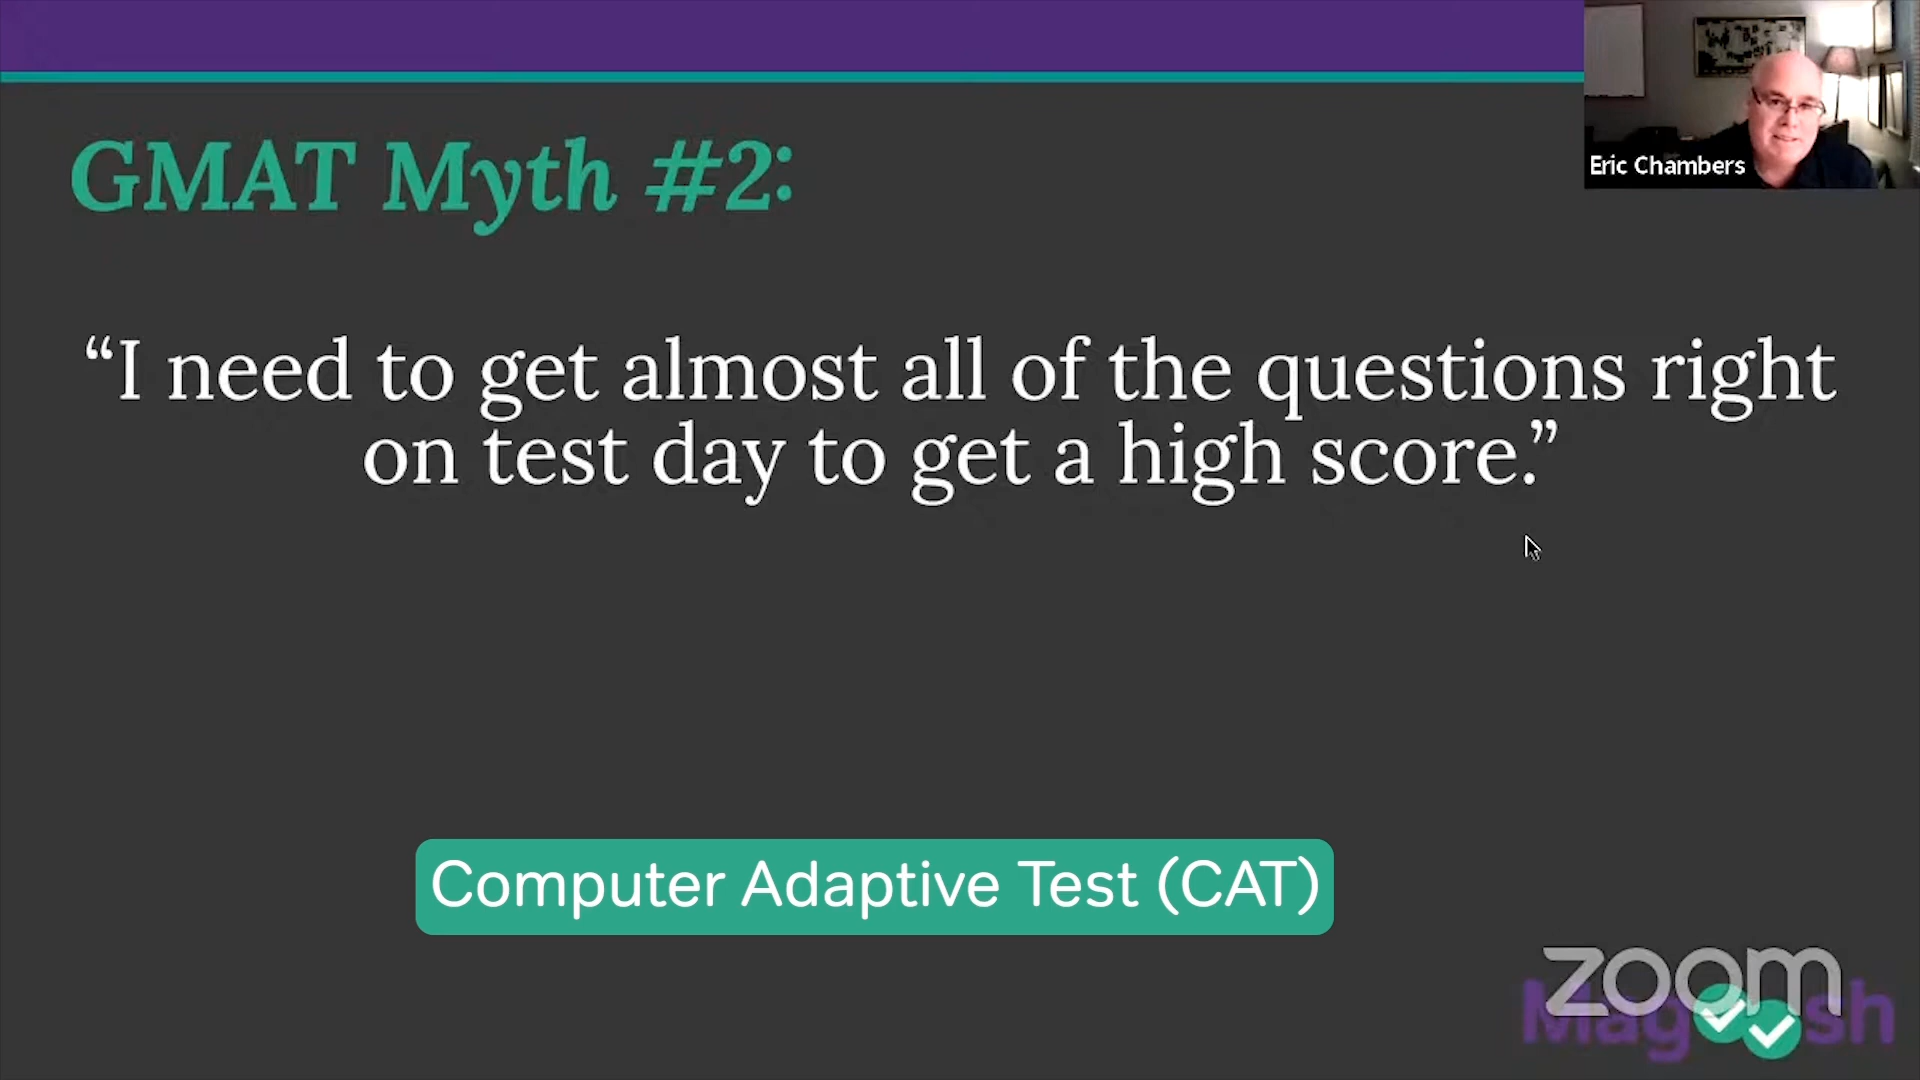 Eric Chambers
GMAT Myth #2:
“I need to get almost all of the questions right
on test day to get a high score.”
Computer Adaptive Test (CAT)
zoom
Magoosh